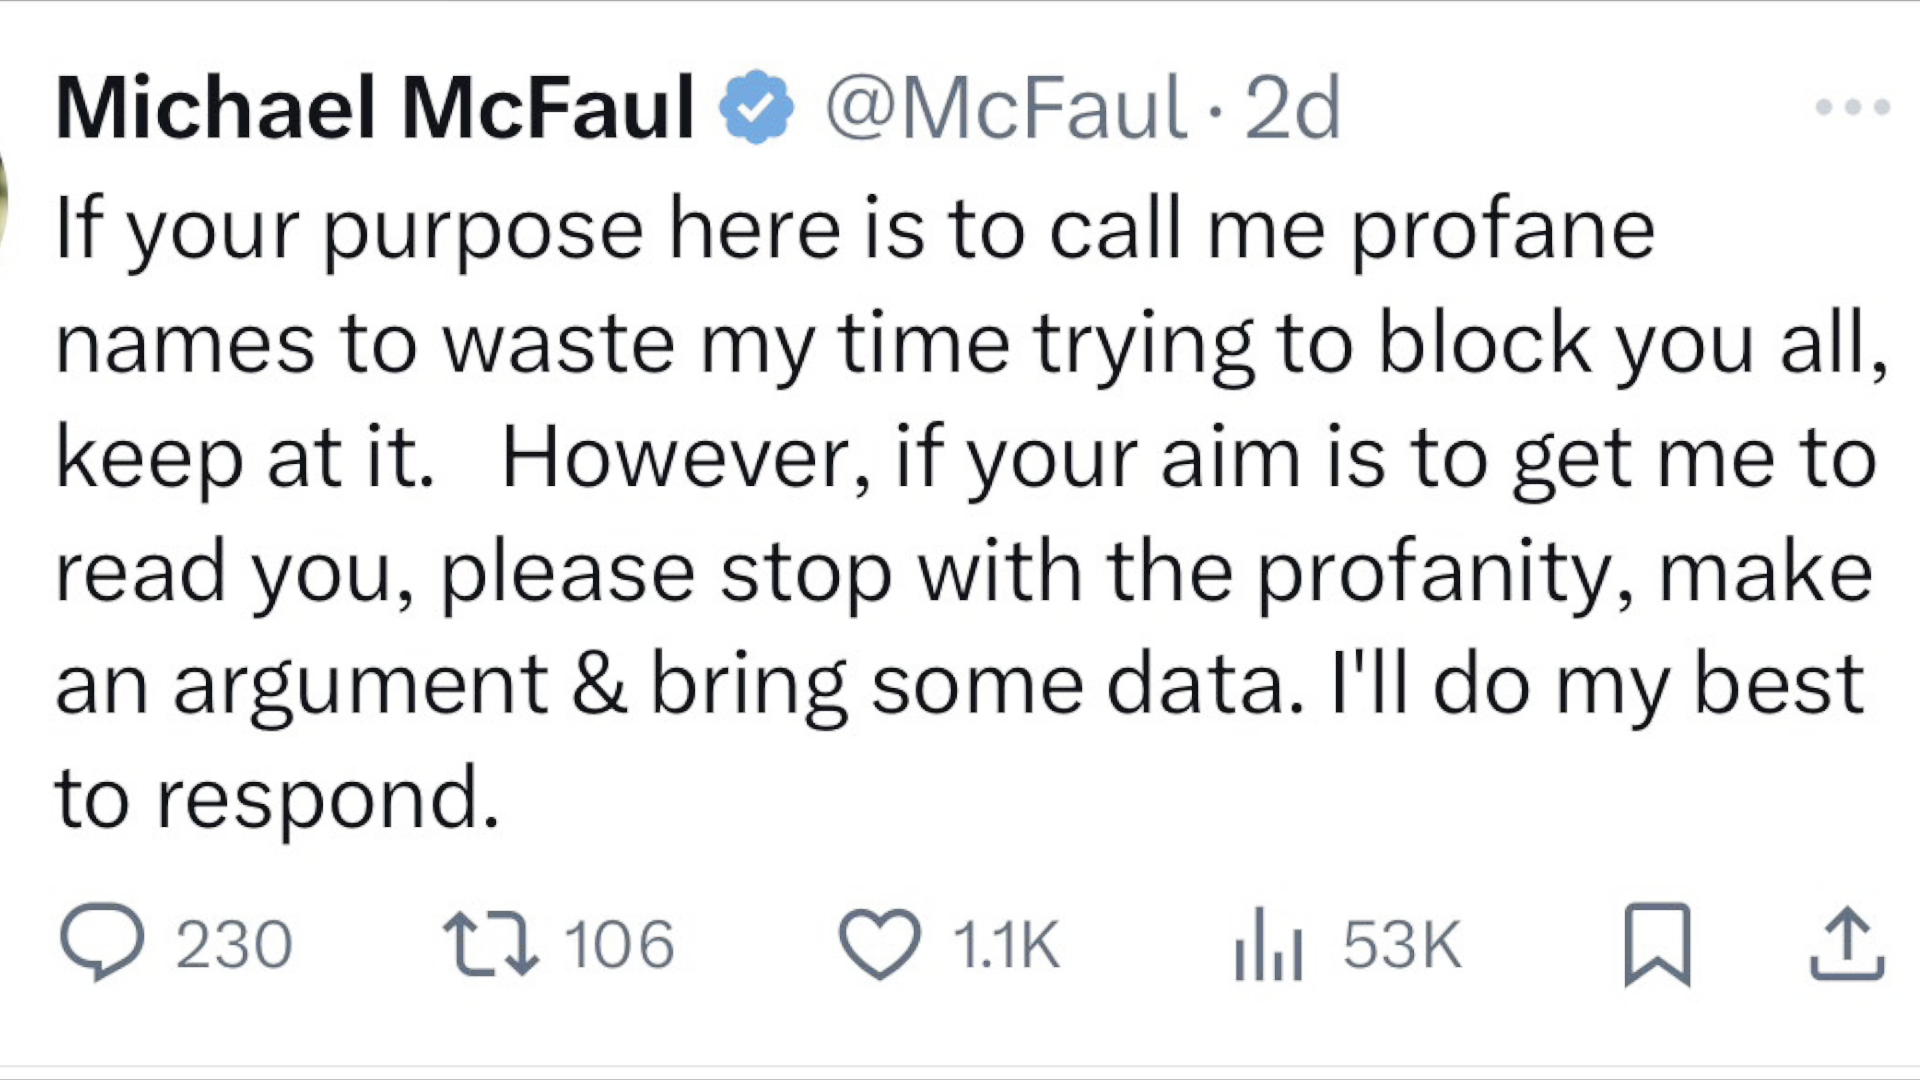 Michael McFaul @McFaul · 2d
If your purpose here is to call me profane
names to waste my time trying to block you all,
keep at it.   However, if your aim is to get me to
read you, please stop with the profanity, make
an argument & bring some data. I'll do my best
to respond.
230 106 1.1K 53K